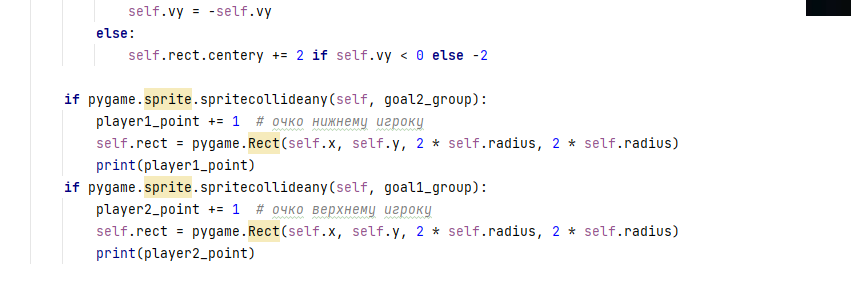 self.vy = -self.vy
else:
self.rect.centery += 2 if self.vy < 0 else -2
if pygame.sprite.spritecollideany(self, goal2_group):
player1_point += 1  # очко нижнему игроку
self.rect = pygame.Rect(self.x, self.y, 2 * self.radius, 2 * self.radius)
print(player1_point)
if pygame.sprite.spritecollideany(self, goal1_group):
player2_point += 1  # очко верхнему игроку
self.rect = pygame.Rect(self.x, self.y, 2 * self.radius, 2 * self.radius)
print(player2_point)